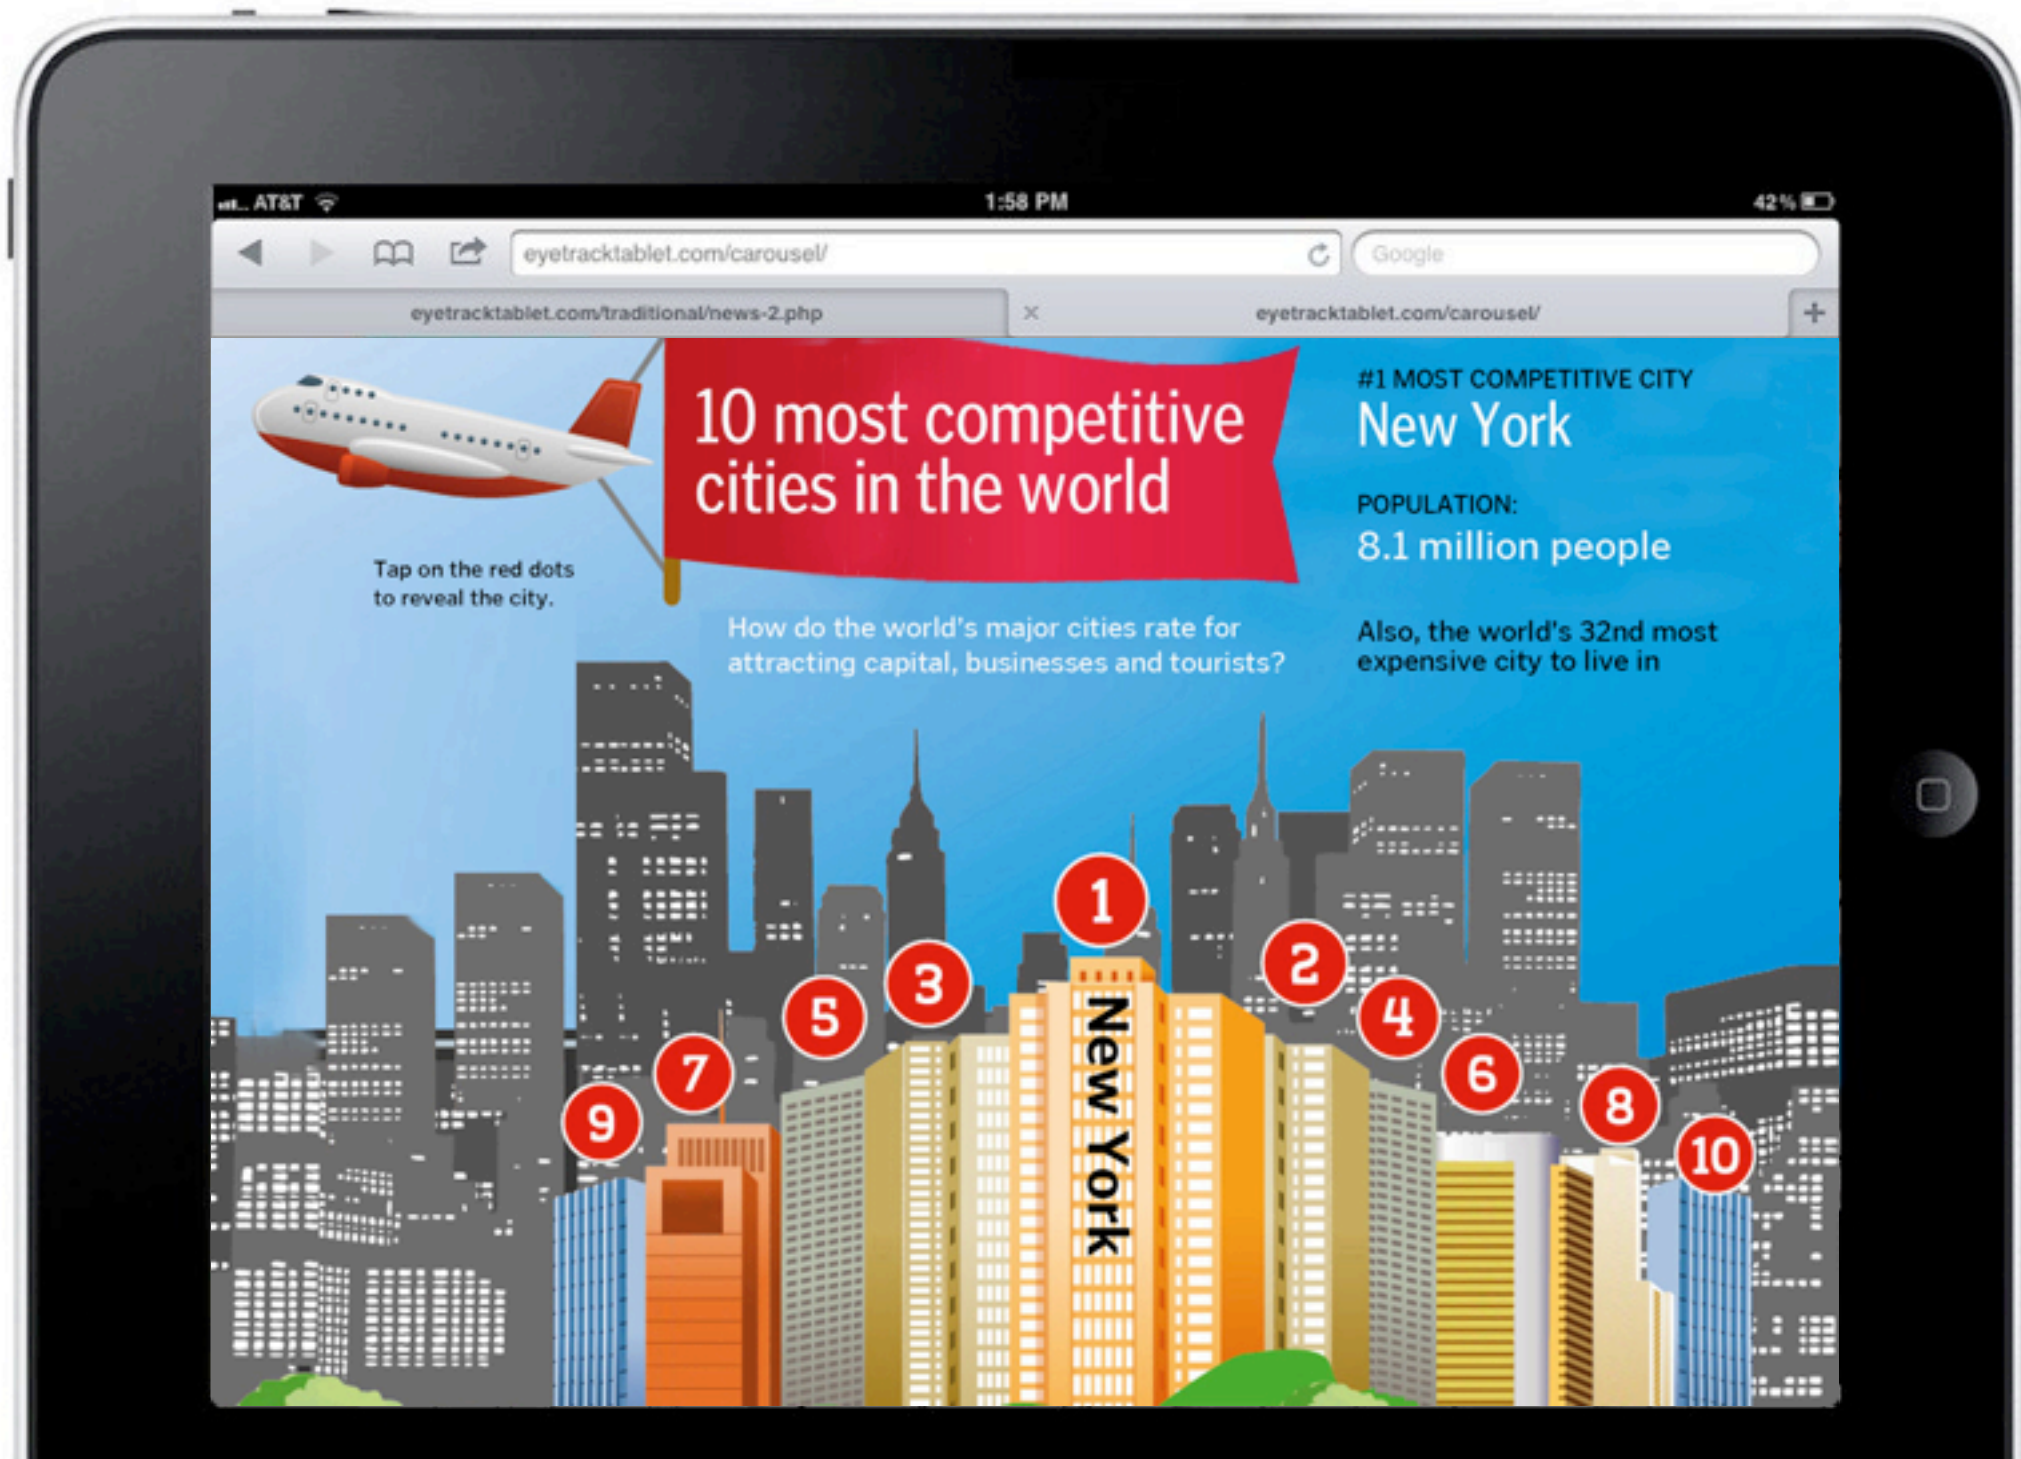 AT&T
1:58 PM
42%
eyetracktablet.com/carousel/
Google
eyetracktablet.com/traditional/news-2.php
eyetracktablet.com/carousel/
10 most competitive
cities in the world
#1 MOST COMPETITIVE CITY
New York
POPULATION:
8.1 million people
Also, the world's 32nd most
expensive city to live in
Tap on the red dots
to reveal the city.
How do the world's major cities rate for
attracting capital, businesses and tourists?
1
2
3
4
5
6
7
8
9
10
New York